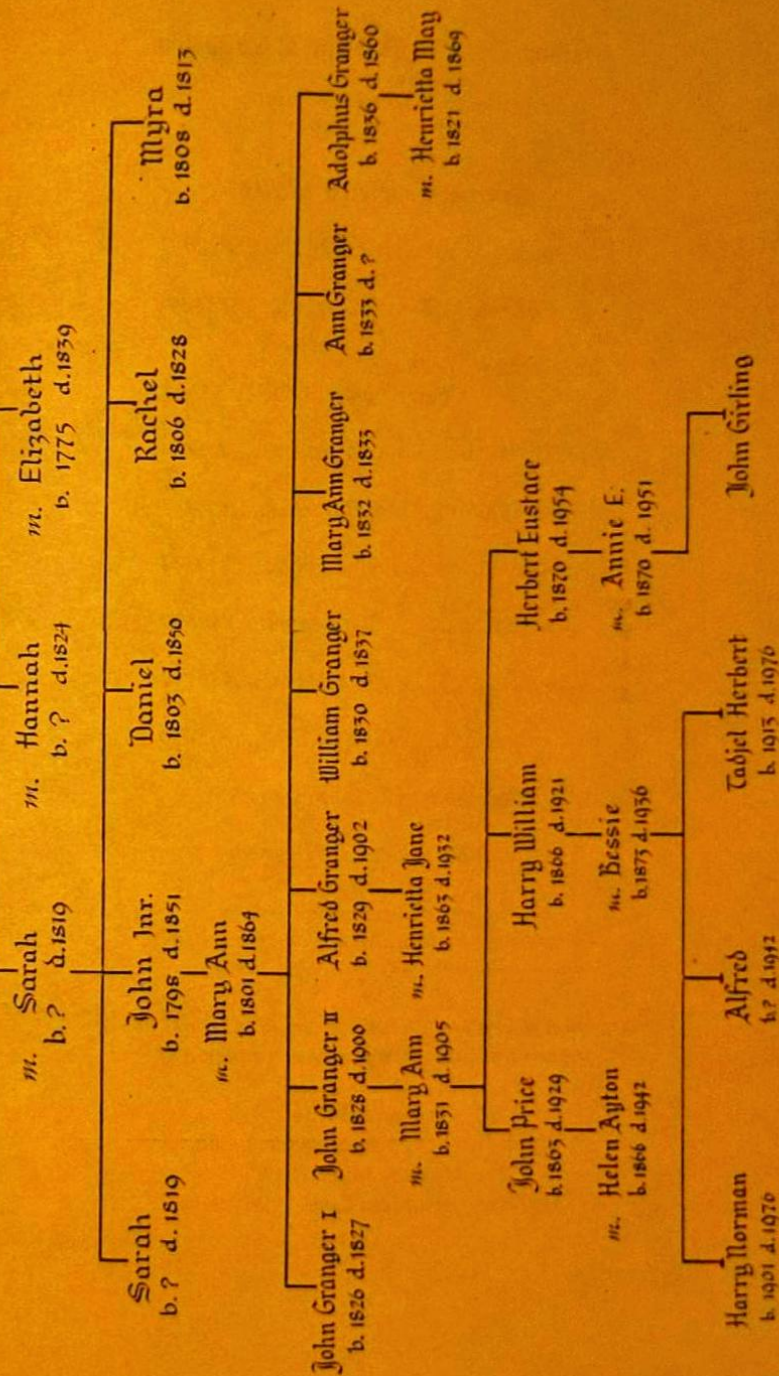 m. Sarah
b. ? d.1819
m. Hannah
b. ? d.1824
m. Elizabeth
b. 1775 d.1839
Sarah
b. ? d. 1819
John Jnr.
b. 1798 d. 1851
m. Mary Ann
b. 1801 d.1864
Daniel
b. 1803 d.1850
Rachel
b. 1806 d.1828
Myra
b. 1808 d.1813
John Granger I
b. 1826 d.1827
John Granger II
b. 1828 d.1900
m. Mary Ann
b. 1831 d. 1905
Alfred Granger
b. 1829 d.1902
m. Henrietta Jane
b. 1863 d.1932
William Granger
b. 1830 d.1837
Mary Ann Granger
b. 1832 d.1833
Ann Granger
b. 1833 d. ?
Adolphus Granger
b. 1836 d.1860
m. Henrietta May
b. 1821 d. 1869
John Price
b. 1863 d.1929
m. Helen Ayton
b. 1866 d.1942
Harry William
b. 1866 d.1921
m. Bessie
b. 1873 d.1936
Herbert Eustace
b. 1870 d. 1954
m. Annie E.
b. 1870 d. 1951
Harry Norman
b. 1901 d.1970
Alfred
b. ? d.1942
Herbert
b. 1913 d.1976
John Girling